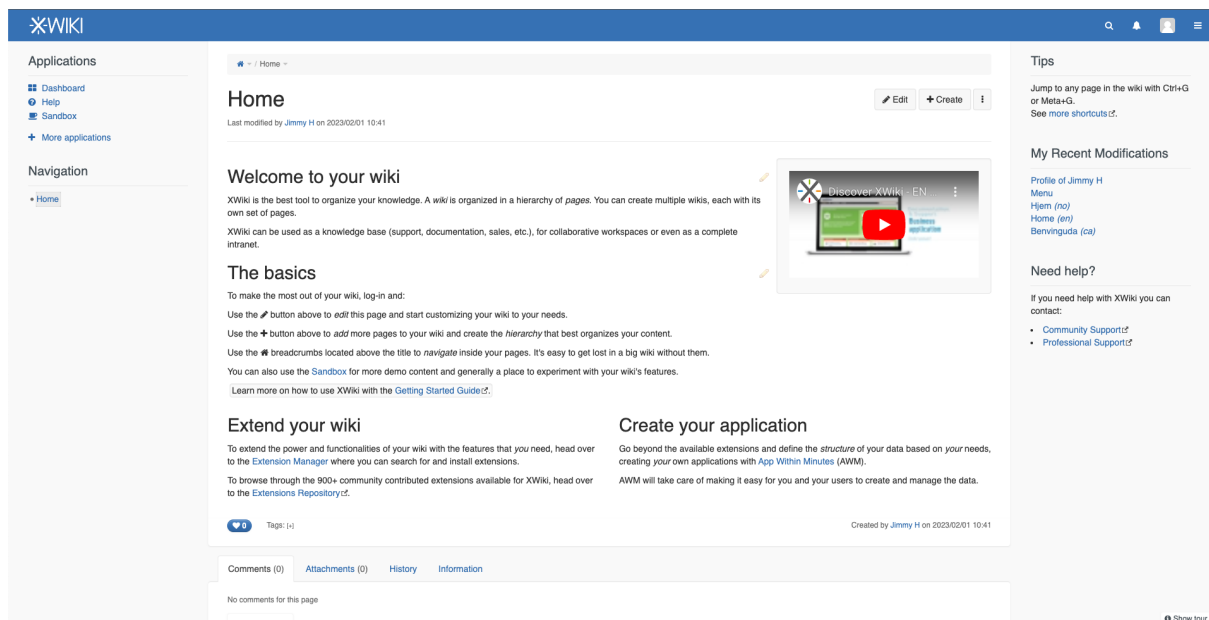 XWIKI
Applications
Dashboard
Help
Sandbox
More applications
Navigation
Home
/ Home
Home
Edit
Create
Last modified by Jimmy H on 2023/02/01 10:41
Welcome to your wiki
XWiki is the best tool to organize your knowledge. A wiki is organized in a hierarchy of pages. You can create multiple wikis, each with its
own set of pages.
XWiki can be used as a knowledge base (support, documentation, sales, etc.), for collaborative workspaces or even as a complete
intranet.
Discover XWiki - EN
Business
application
The basics
To make the most out of your wiki, log-in and:
Use the button above to edit this page and start customizing your wiki to your needs.
Use the button above to add more pages to your wiki and create the hierarchy that best organizes your content.
Use the breadcrumbs located above the title to navigate inside your pages. It's easy to get lost in a big wiki without them.
You can also use the Sandbox for more demo content and generally a place to experiment with your wiki's features.
Learn more on how to use XWiki with the Getting Started Guide.
Extend your wiki
To extend the power and functionalities of your wiki with the features that you need, head over
to the Extension Manager where you can search for and install extensions.
To browse through the 900+ community contributed extensions available for XWiki, head over
to the Extensions Repository.
Create your application
Go beyond the available extensions and define the structure of your data based on your needs,
creating your own applications with App Within Minutes (AWM).
AWM will take care of making it easy for you and your users to create and manage the data.
0
Tags: [+]
Created by Jimmy H on 2023/02/01 10:41
Comments (0)
Attachments (0)
History
Information
No comments for this page
Tips
Jump to any page in the wiki with Ctrl+G
or Meta+G.
See more shortcuts.
My Recent Modifications
Profile of Jimmy H
Menu
Hjem (no)
Home (en)
Benvinguda (ca)
Need help?
If you need help with XWiki you can
contact:
Community Support
Professional Support
Show tour